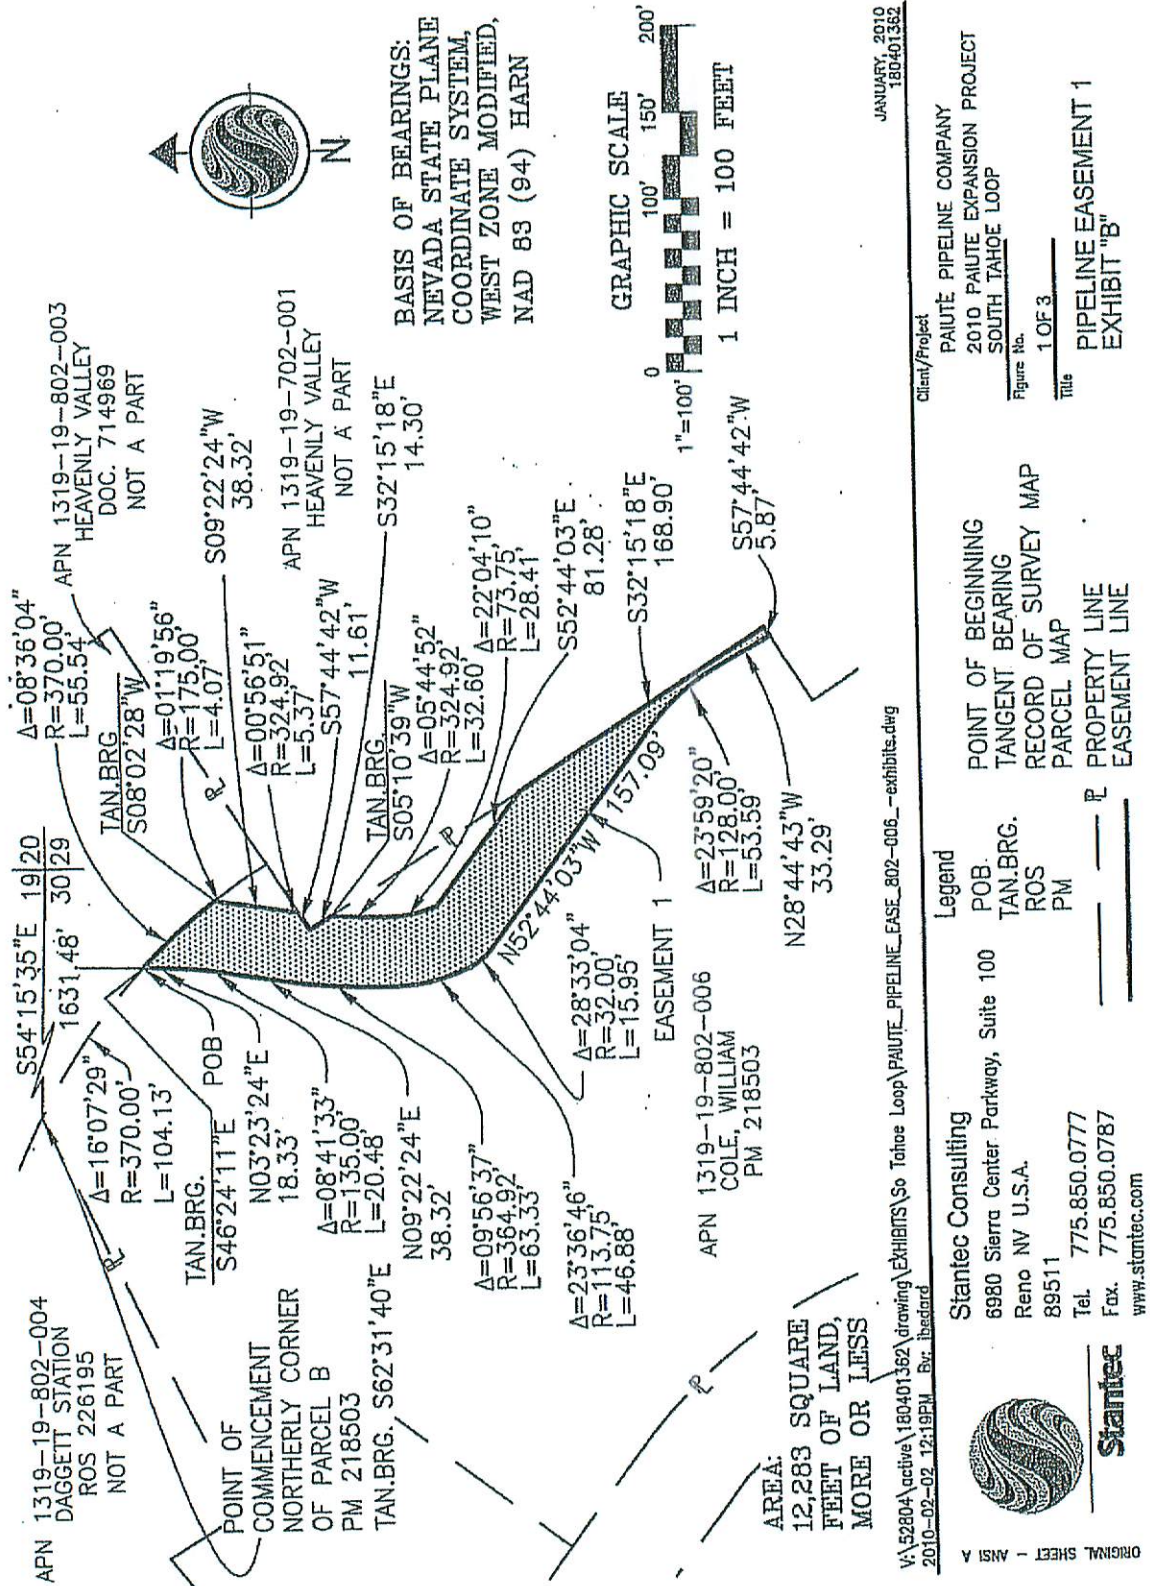 APN 1319-19-802-004
DAGGETT STATION
ROS 226195
NOT A PART
POINT OF
COMMENCEMENT
NORTHERLY CORNER
OF PARCEL B
PM 218503
TAN.BRG. S62°31'40"E
S54°15'35"E
1631.48'
19|20
30|29
Δ=16°07'29"
R=370.00'
L=104.13'
TAN.BRG.
S46°24'11"E
POB
N03°23'24"E
18.33'
Δ=08°41'33"
R=135.00'
L=20.48'
N09°22'24"E
38.32'
Δ=09°56'37"
R=364.92'
L=63.33'
Δ=23°36'46"
R=113.75'
L=46.88'
Δ=28°33'04"
R=32.00'
L=15.95'
Δ=08°36'04"
R=370.00'
L=55.54'
APN 1319-19-802-003
HEAVENLY VALLEY
DOC. 714969
NOT A PART
TAN.BRG.
S08°02'28"W
Δ=01°19'56"
R=175.00'
L=4.07'
S09°22'24"W
38.32'
Δ=00°56'51"
R=324.92'
L=5.37'
APN 1319-19-702-001
HEAVENLY VALLEY
NOT A PART
S57°44'42"W
11.61'
S32°15'18"E
14.30'
TAN.BRG.
S05°10'39"W
Δ=05°44'52"
R=324.92'
L=32.60'
Δ=22°04'10"
R=73.75'
L=28.41'
S52°44'03"E
81.28'
S32°15'18"E
168.90'
S57°44'42"W
5.87'
N52°44'03"W 157.09'
EASEMENT 1
Δ=23°59'20"
R=128.00'
L=53.59'
N28°44'43"W
33.29'
APN 1319-19-802-006
COLE, WILLIAM
PM 218503
PL
PL
PL
PL
AREA:
12,283 SQUARE
FEET OF LAND,
MORE OR LESS
N
BASIS OF BEARINGS:
NEVADA STATE PLANE
COORDINATE SYSTEM,
WEST ZONE MODIFIED,
NAD 83 (94) HARN
GRAPHIC SCALE
0 100' 150' 200'
1"=100'
1 INCH = 100 FEET
V:\52804\active\180401362\drawing\EXHIBITS\So Tahoe Loop\PAIUTE_PIPELINE_EASE_802-006_-exhibits.dwg
2010-02-02 12:19PM By: lbedard
JANUARY, 2010
180401362
ORIGINAL SHEET - ANSI A
Stantec
Stantec Consulting
6980 Sierra Center Parkway, Suite 100
Reno NV U.S.A.
89511
Tel. 775.850.0777
Fax. 775.850.0787
www.stantec.com
Legend
POB. POINT OF BEGINNING
TAN.BRG. TANGENT BEARING
ROS RECORD OF SURVEY MAP
PM PARCEL MAP
PL PROPERTY LINE
EASEMENT LINE
Client/Project
PAIUTE PIPELINE COMPANY
2010 PAIUTE EXPANSION PROJECT
SOUTH TAHOE LOOP
Figure No.
1 OF 3
Title
PIPELINE EASEMENT 1
EXHIBIT "B"